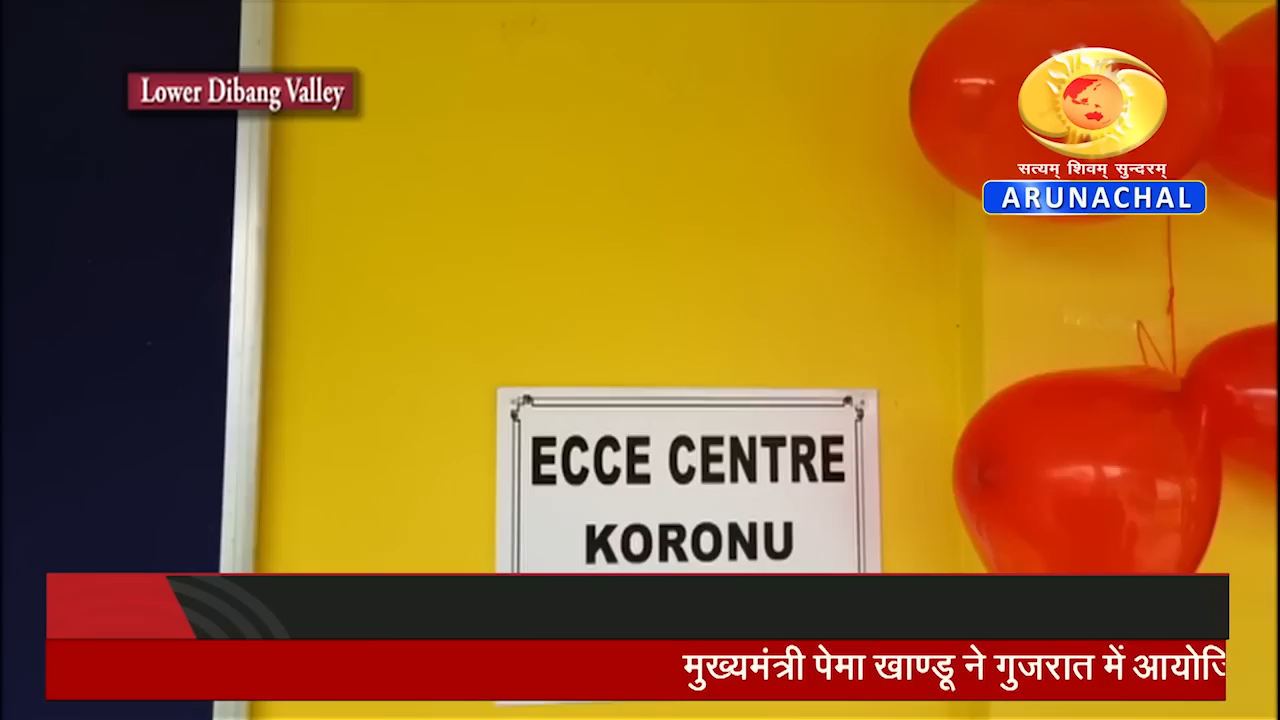 Lower Dibang Valley
सत्यम् शिवम् सुन्दरम्
ARUNACHAL
ECCE CENTRE
KORONU
मुख्यमंत्री पेमा खाण्डू ने गुजरात में